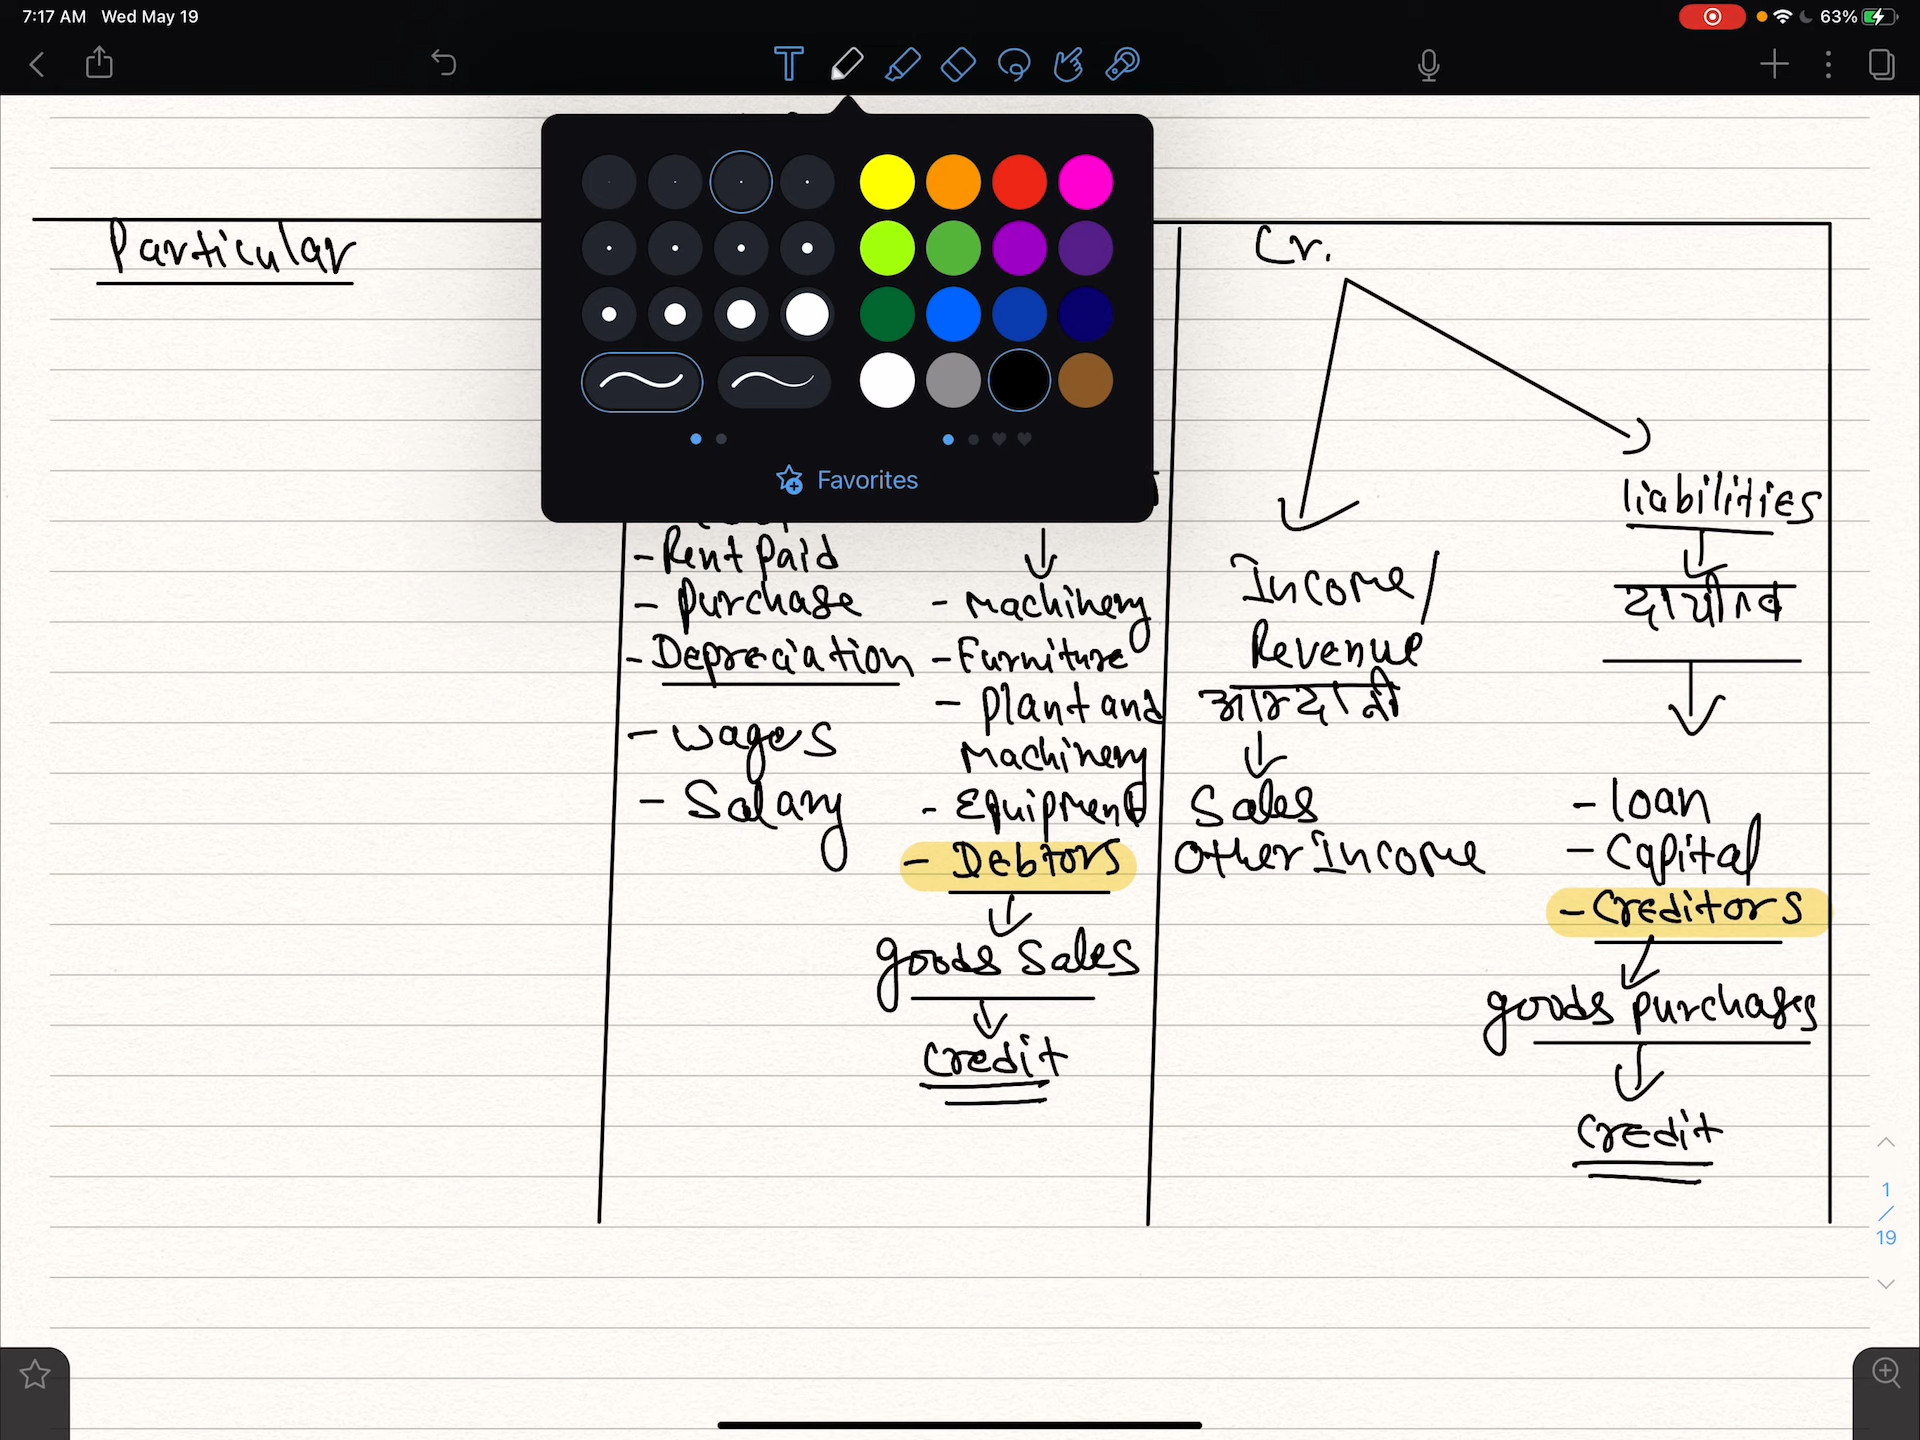 7:17 AM Wed May 19
63%
T
Favorites
Particular
Cr.
- Rent paid
- purchase
- Depreciation
- wages
- Salary
- Machinery
- Furniture
- plant and
Machinery
- Equipment
- Debtors
goods sales
credit
Income/
Revenue
Sales
Other Income
liabilities
- loan
- Capital
- Creditors
goods purchases
credit
1
/
19